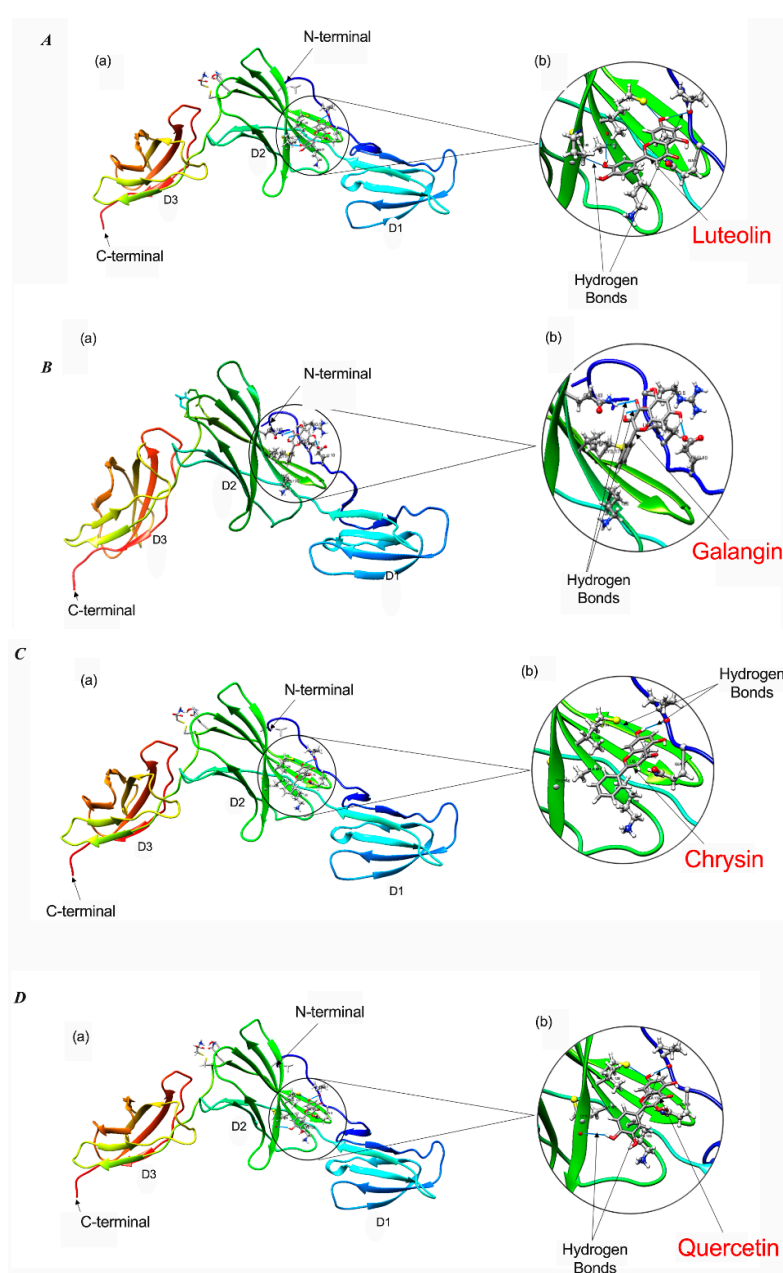 A
(a)
N-terminal
(b)
D2
D3
D1
C-terminal
Luteolin
Hydrogen
Bonds
B
(a)
(b)
N-terminal
D2
D3
D1
C-terminal
Galangin
Hydrogen
Bonds
C
(a)
(b)
Hydrogen
Bonds
N-terminal
D2
D3
D1
C-terminal
Chrysin
D
(a)
N-terminal
(b)
D2
D3
D1
C-terminal
Hydrogen
Bonds
Quercetin